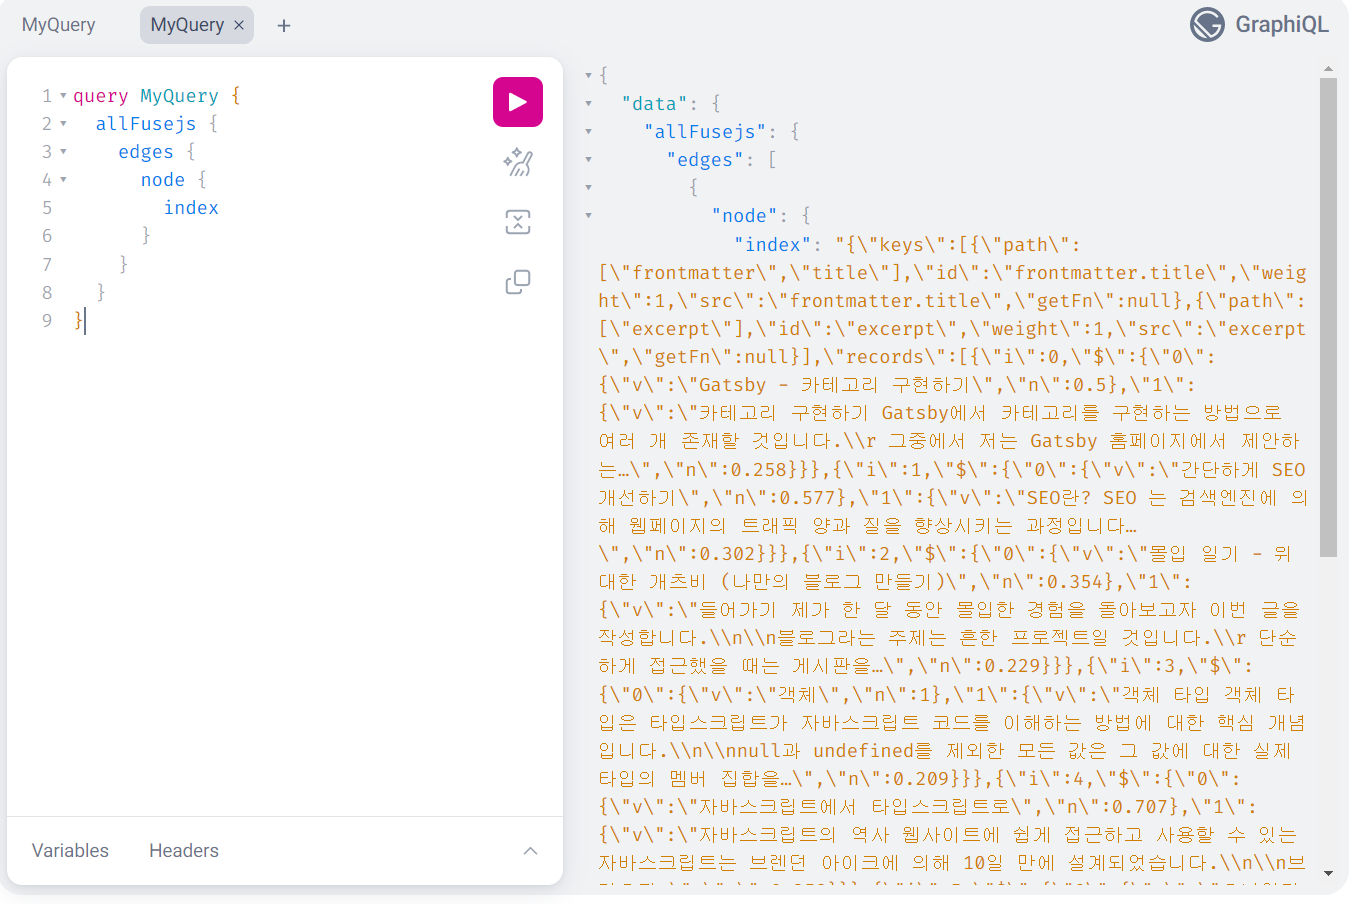 MyQuery
MyQuery × +
GraphiQL
1 query MyQuery {
2 allFusejs {
3 edges {
4 node {
5 index
6 }
7 }
8 }
9 }
Variables Headers
{
"data": {
"allFusejs": {
"edges": [
{
"node": {
"index": "{\"keys\":[{\"path\":
[\"frontmatter\",\"title\"],\"id\":\"frontmatter.title\",\"weig
ht\":1,\"src\":\"frontmatter.title\",\"getFn\":null},{\"path\":
[\"excerpt\"],\"id\":\"excerpt\",\"weight\":1,\"src\":\"excerpt
\",\"getFn\":null}],\"records\":[{\"i\":0,\"$\":{\"0\":
{\"v\":\"Gatsby - 카테고리 구현하기\",\"n\":0.5},\"1\":
{\"v\":\"카테고리 구현하기 Gatsby에서 카테고리를 구현하는 방법으로
여러 개 존재할 것입니다.\\r 그중에서 저는 Gatsby 홈페이지에서 제안하
는…\",\"n\":0.258}}},{\"i\":1,\"$\":{\"0\":{\"v\":\"간단하게 SEO
개선하기\",\"n\":0.577},\"1\":{\"v\":\"SEO란? SEO 는 검색엔진에 의
해 웹페이지의 트래픽 양과 질을 향상시키는 과정입니다…
\",\"n\":0.302}}},{\"i\":2,\"$\":{\"0\":{\"v\":\"몰입 일기 - 위
대한 개츠비 (나만의 블로그 만들기)\",\"n\":0.354},\"1\":
{\"v\":\"들어가기 제가 한 달 동안 몰입한 경험을 돌아보고자 이번 글을
작성합니다.\\n\\n블로그라는 주제는 흔한 프로젝트일 것입니다.\\r 단순
하게 접근했을 때는 게시판을…\",\"n\":0.229}}},{\"i\":3,\"$\":
{\"0\":{\"v\":\"객체\",\"n\":1},\"1\":{\"v\":\"객체 타입 객체 타
입은 타입스크립트가 자바스크립트 코드를 이해하는 방법에 대한 핵심 개념
입니다.\\n\\nnull과 undefined를 제외한 모든 값은 그 값에 대한 실제
타입의 멤버 집합을…\",\"n\":0.209}}},{\"i\":4,\"$\":{\"0\":
{\"v\":\"자바스크립트에서 타입스크립트로\",\"n\":0.707},\"1\":
{\"v\":\"자바스크립트의 역사 웹사이트에 쉽게 접근하고 사용할 수 있는
자바스크립트는 브렌던 아이크에 의해 10일 만에 설계되었습니다.\\n\\n브